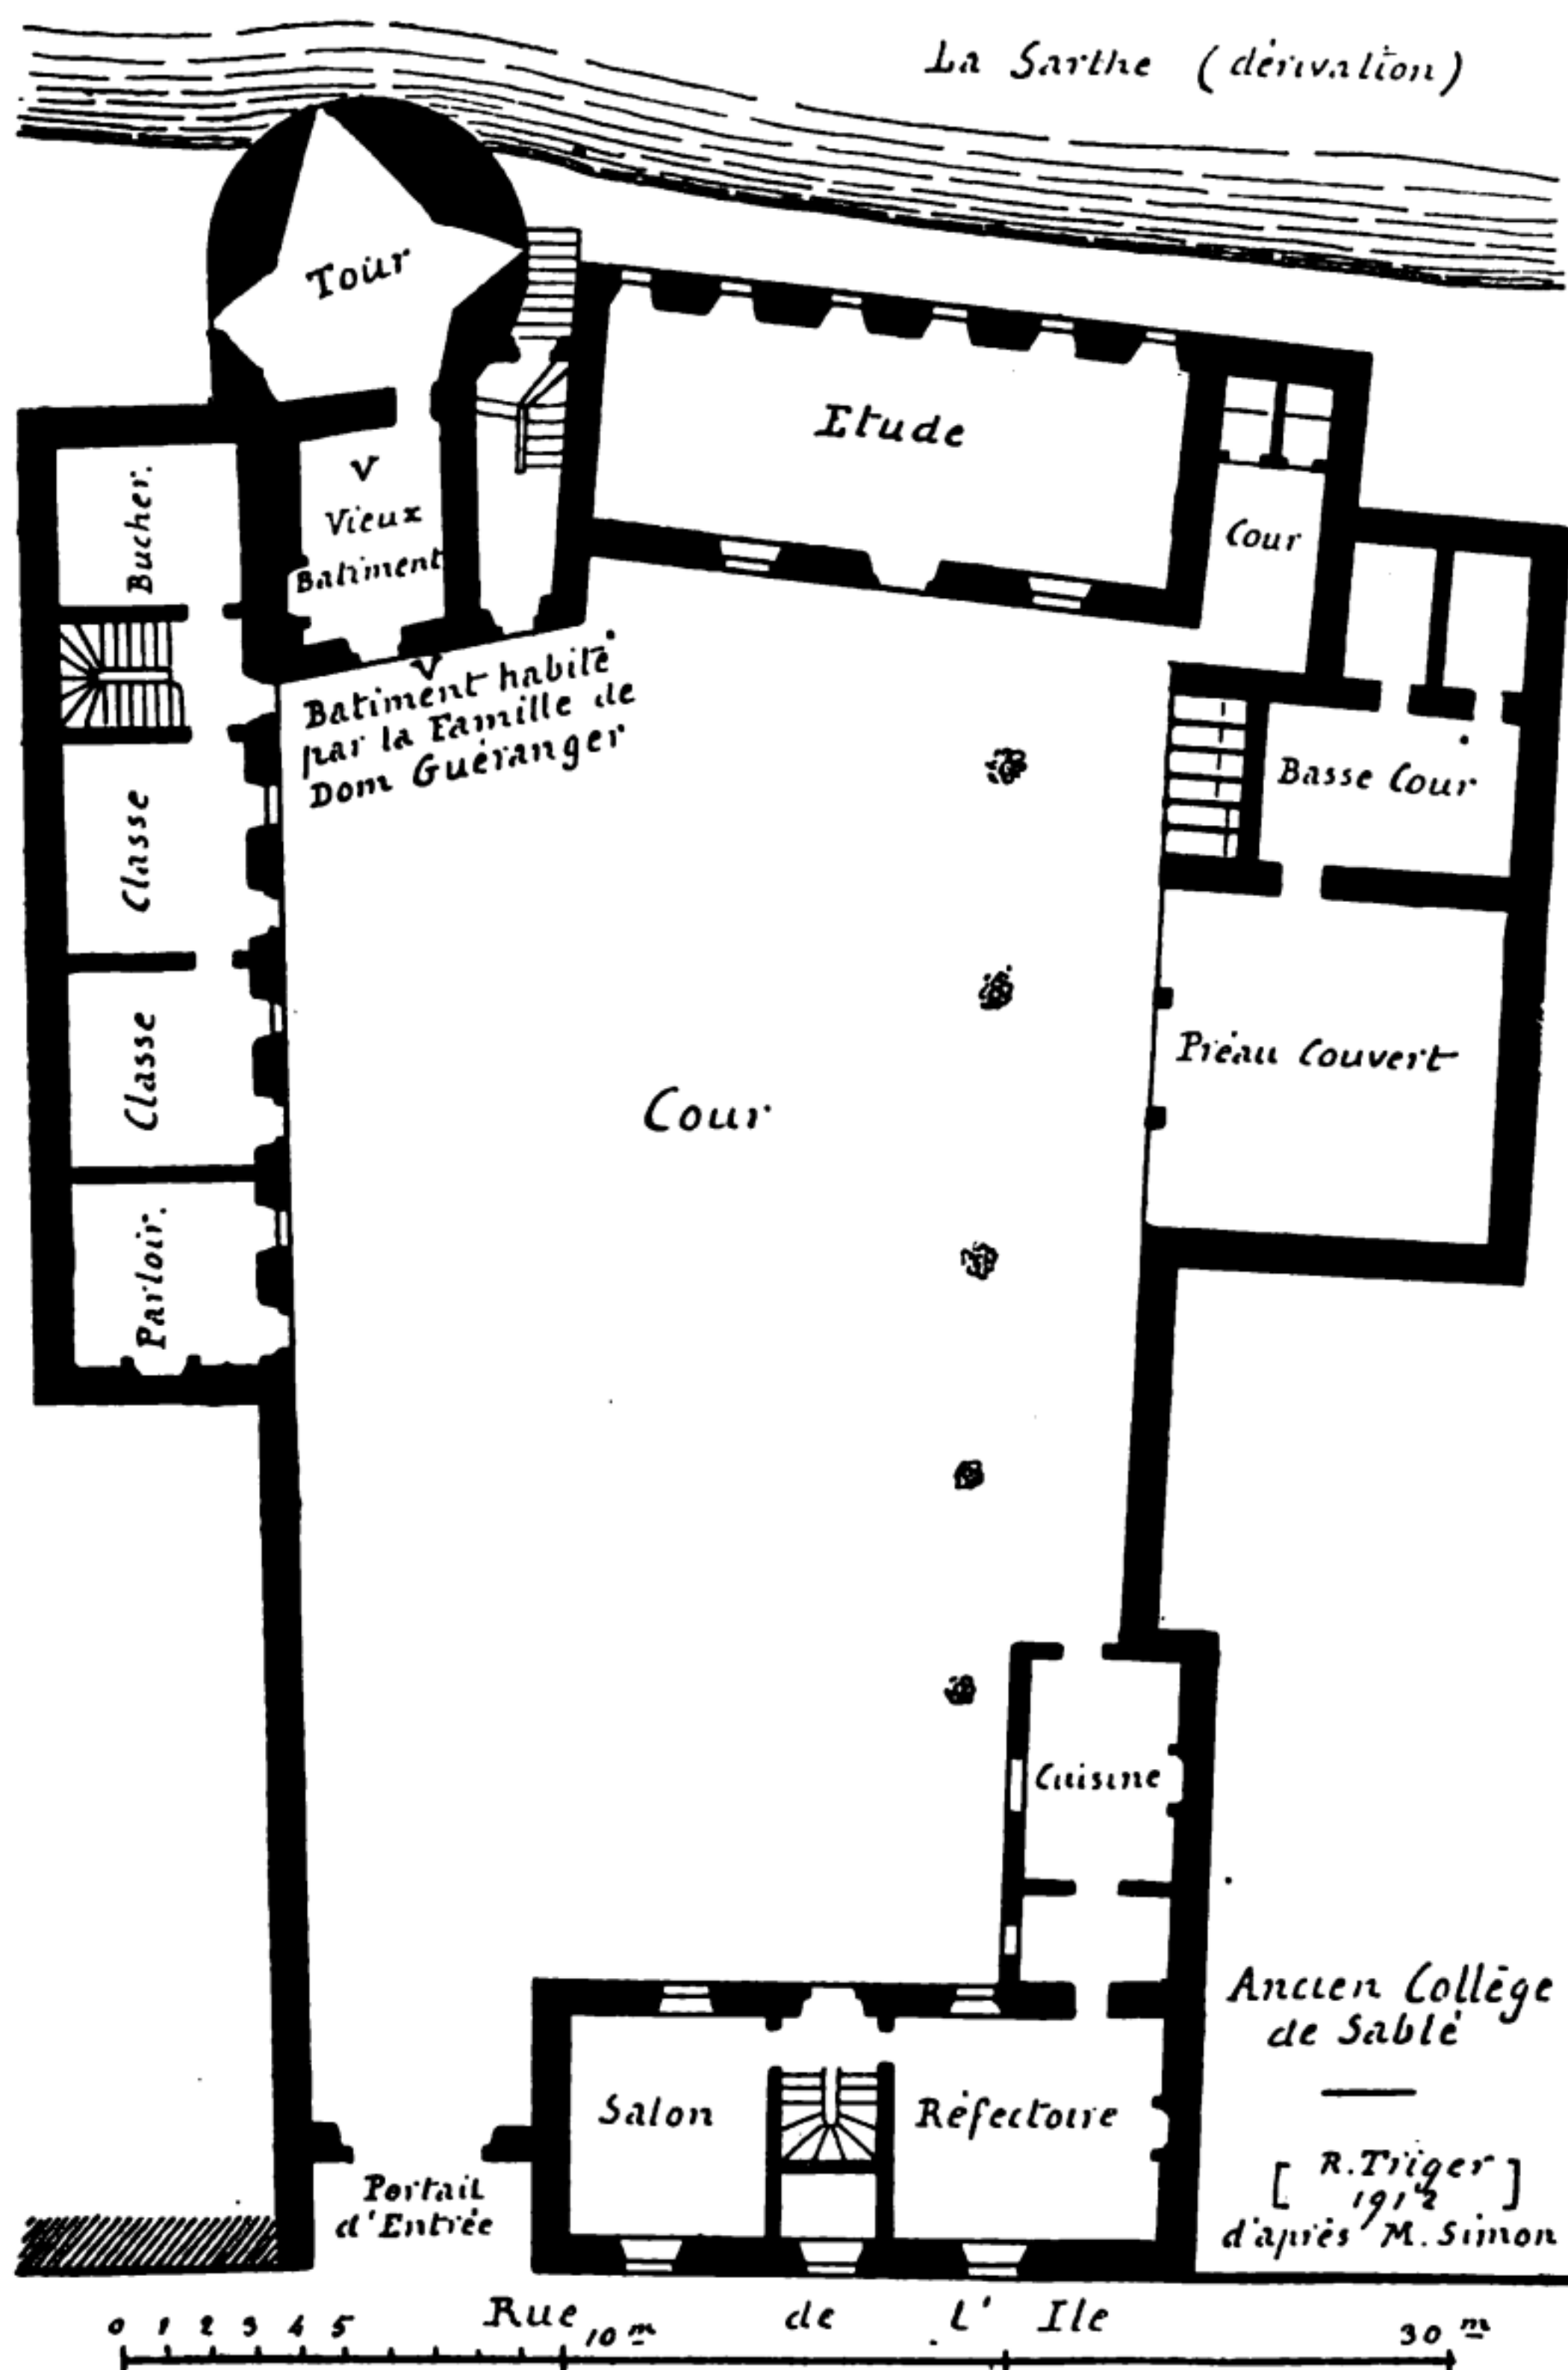 La Sarthe (dérivation)
Tour
Etude
V
Vieux
Batiment
Bucher.
Cour
V
Batiment habité
par la Famille de
Dom Guéranger
Basse Cour
Classe
Classe
Préau Couvert
Cour
Parloir.
Cuisine
Ancien Collège
de Sablé
Salon
Réfectoire
Portail
d'Entrée
[ R. Triger ]
1912
d'après M. Simon
Rue de L' Ile
0 1 2 3 4 5 10 m 30 m